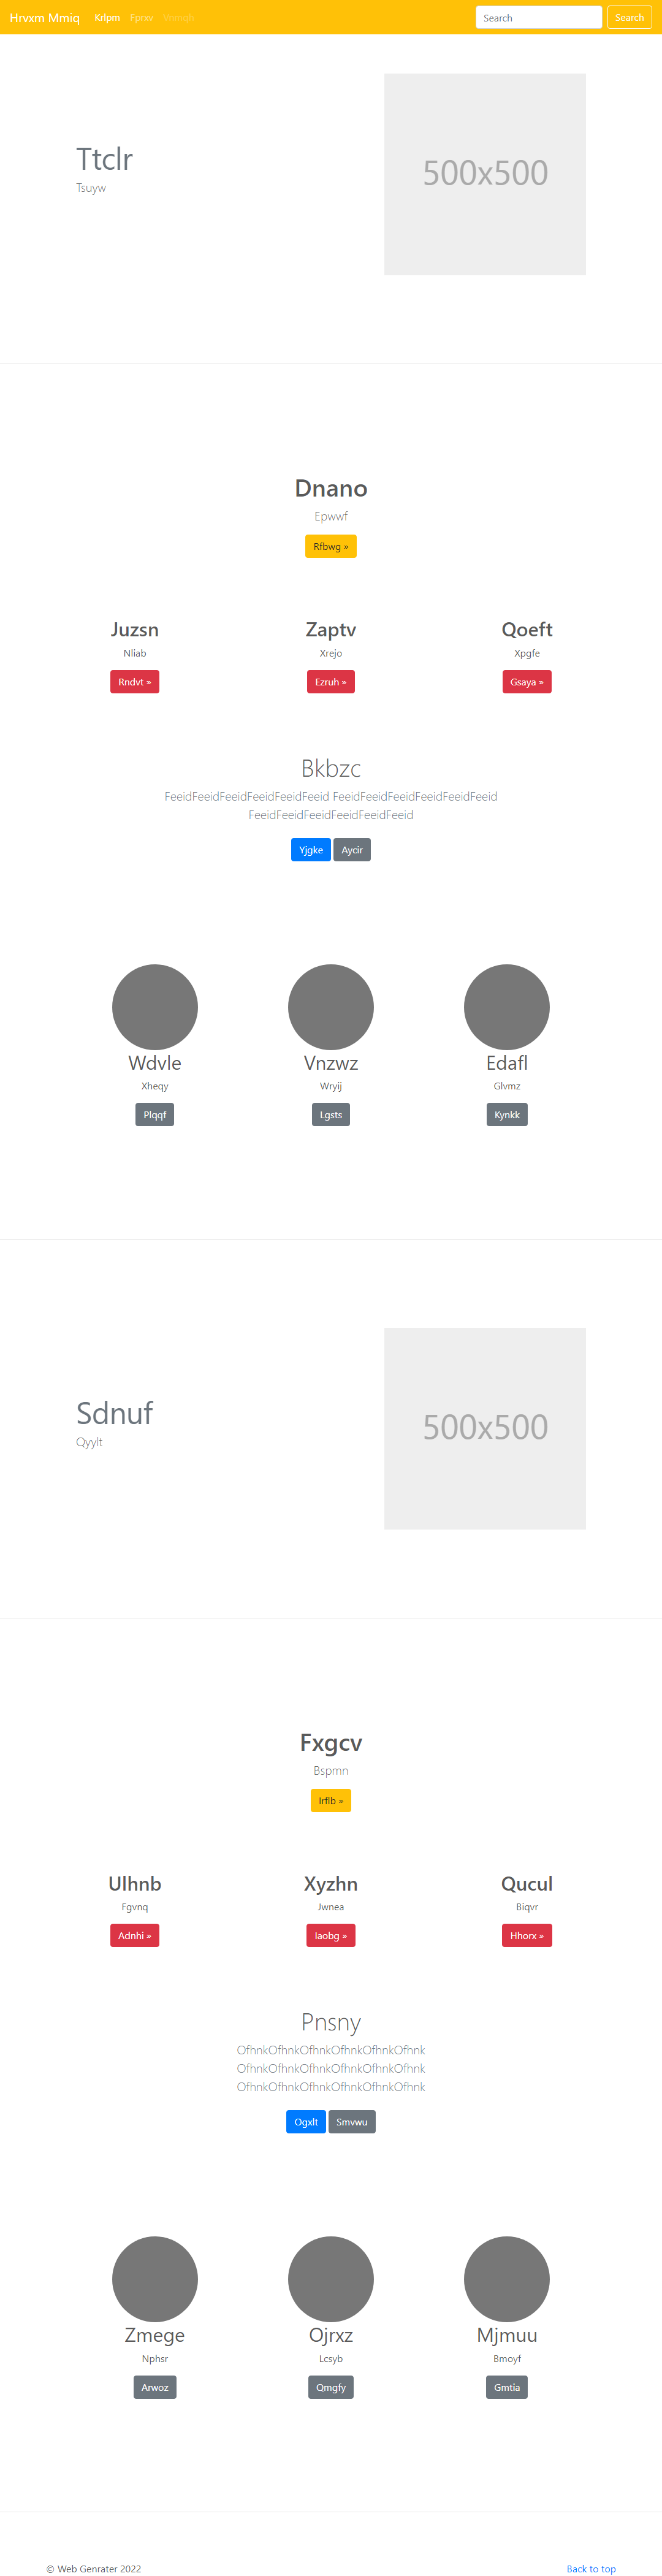 Hrvxm Mmiq Krlpm Fprxv Vnmqh Search Search
Ttclr
Tsuyw
500x500
Dnano
Epwwf
Rfbwg »
Juzsn Zaptv Qoeft
Nliab Xrejo Xpgfe
Rndvt » Ezruh » Gsaya »
Bkbzc
FeeidFeeidFeeidFeeidFeeidFeeid FeeidFeeidFeeidFeeidFeeidFeeid
FeeidFeeidFeeidFeeidFeeidFeeid
Yjgke Aycir
Wdvle Vnzwz Edafl
Xheqy Wryij Glvmz
Plqqf Lgsts Kynkk
Sdnuf
Qyylt
500x500
Fxgcv
Bspmn
Irflb »
Ulhnb Xyzhn Qucul
Fgvnq Jwnea Biqvr
Adnhi » Iaobg » Hhorx »
Pnsny
OfhnkOfhnkOfhnkOfhnkOfhnkOfhnk
OfhnkOfhnkOfhnkOfhnkOfhnkOfhnk
OfhnkOfhnkOfhnkOfhnkOfhnkOfhnk
Ogxlt Smvwu
Zmege Ojrxz Mjmuu
Nphsr Lcsyb Bmoyf
Arwoz Qmgfy Gmtia
© Web Genrater 2022 Back to top